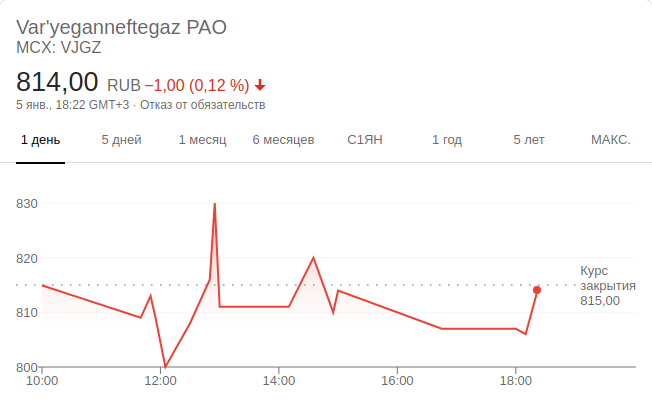 Var'yeganneftegaz PAO
MCX: VJGZ
814,00 RUB −1,00 (0,12 %)
5 янв., 18:22 GMT+3 · Отказ от обязательств
1 день 5 дней 1 месяц 6 месяцев С1ЯН 1 год 5 лет МАКС.
830
820
810
800
Курс
закрытия
815,00
10:00 12:00 14:00 16:00 18:00